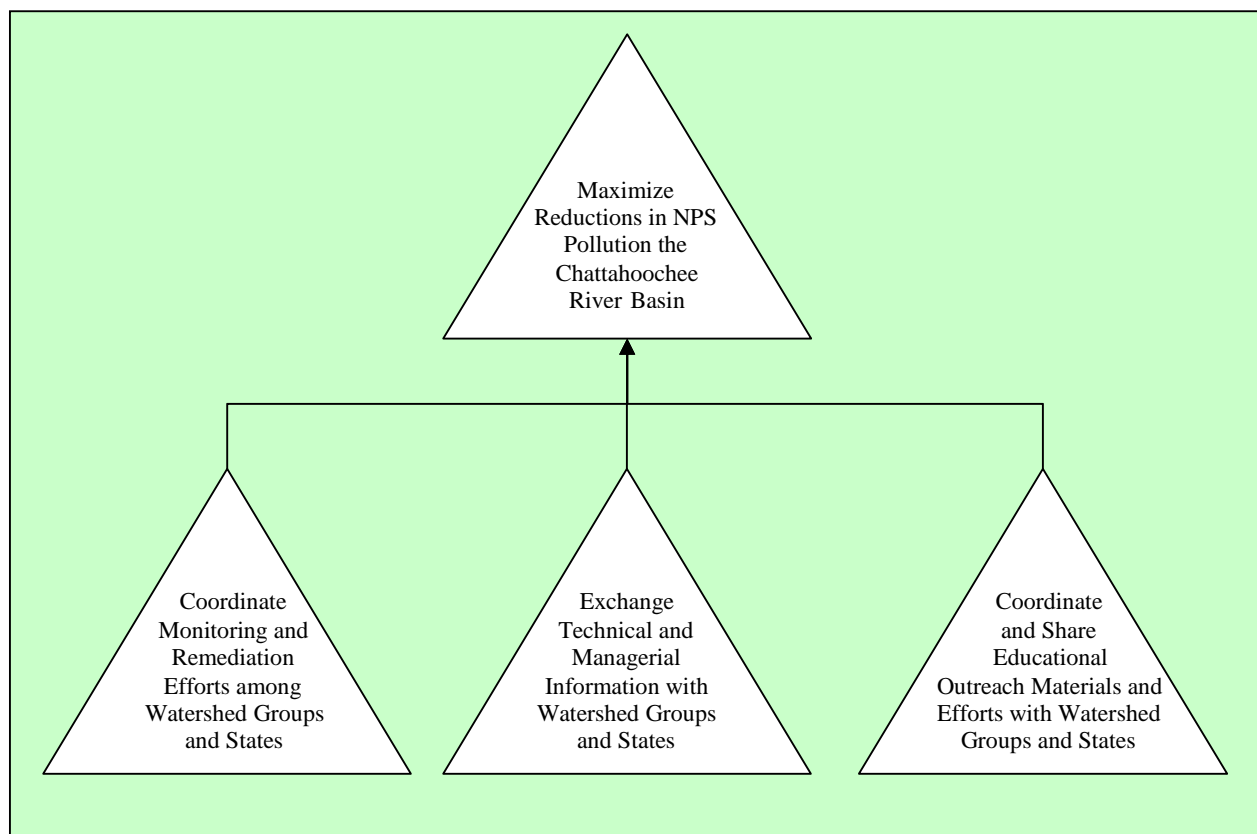 Maximize
Reductions in NPS
Pollution the
Chattahoochee
River Basin
Coordinate
Monitoring and
Remediation
Efforts among
Watershed Groups
and States
Exchange
Technical and
Managerial
Information with
Watershed Groups
and States
Coordinate
and Share
Educational
Outreach Materials and
Efforts with Watershed
Groups and States